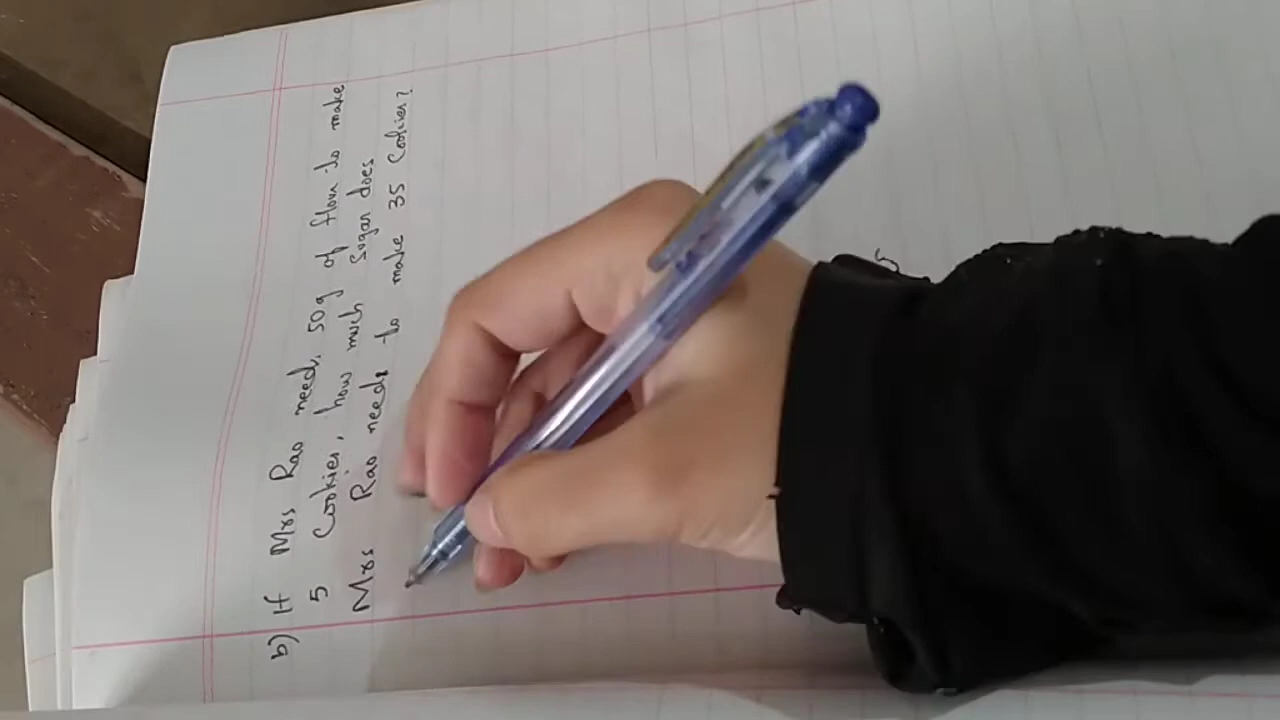 b) If Mrs Rao needs 50g of flour to make
5 Cookies, how much Sugar does
Mrs Rao needs to make 35 Cookies?